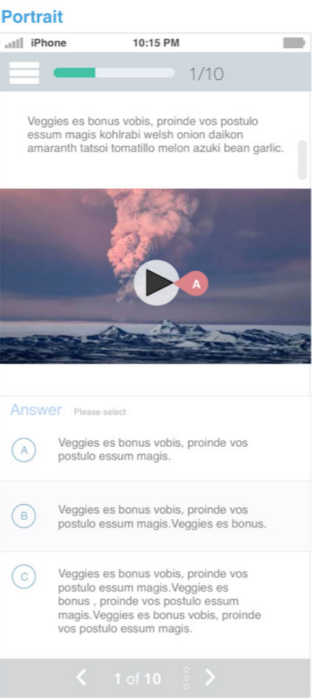 Portrait
iPhone 10:15 PM
1/10
Veggies es bonus vobis, proinde vos postulo
essum magis kohlrabi welsh onion daikon
amaranth tatsoi tomatillo melon azuki bean garlic.
A
Answer Please select
A
Veggies es bonus vobis, proinde vos
postulo essum magis.
B
Veggies es bonus vobis, proinde vos
postulo essum magis.Veggies es bonus.
C
Veggies es bonus vobis, proinde vos
postulo essum magis.Veggies es
bonus , proinde vos postulo essum
magis.Veggies es bonus vobis, proinde
vos postulo essum magis.
1 of 10